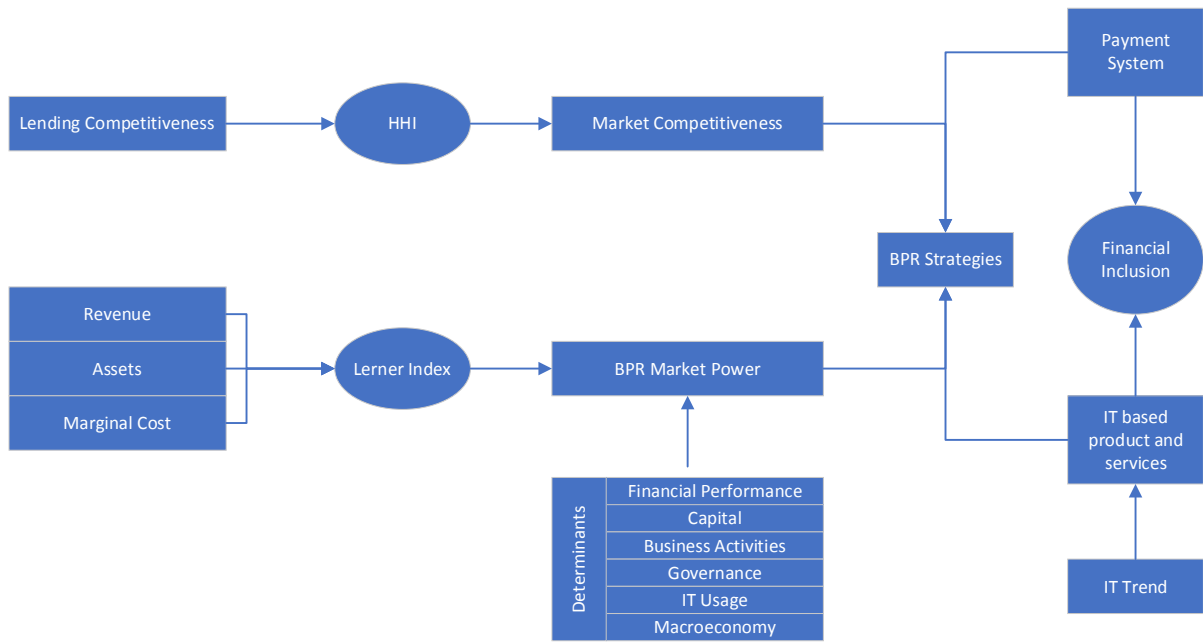 Payment
System
Lending Competitiveness
HHI
Market Competitiveness
BPR Strategies
Financial
Inclusion
Revenue
Assets
Marginal Cost
Lerner Index
BPR Market Power
IT based
product and
services
Determinants
Financial Performance
Capital
Business Activities
Governance
IT Usage
Macroeconomy
IT Trend